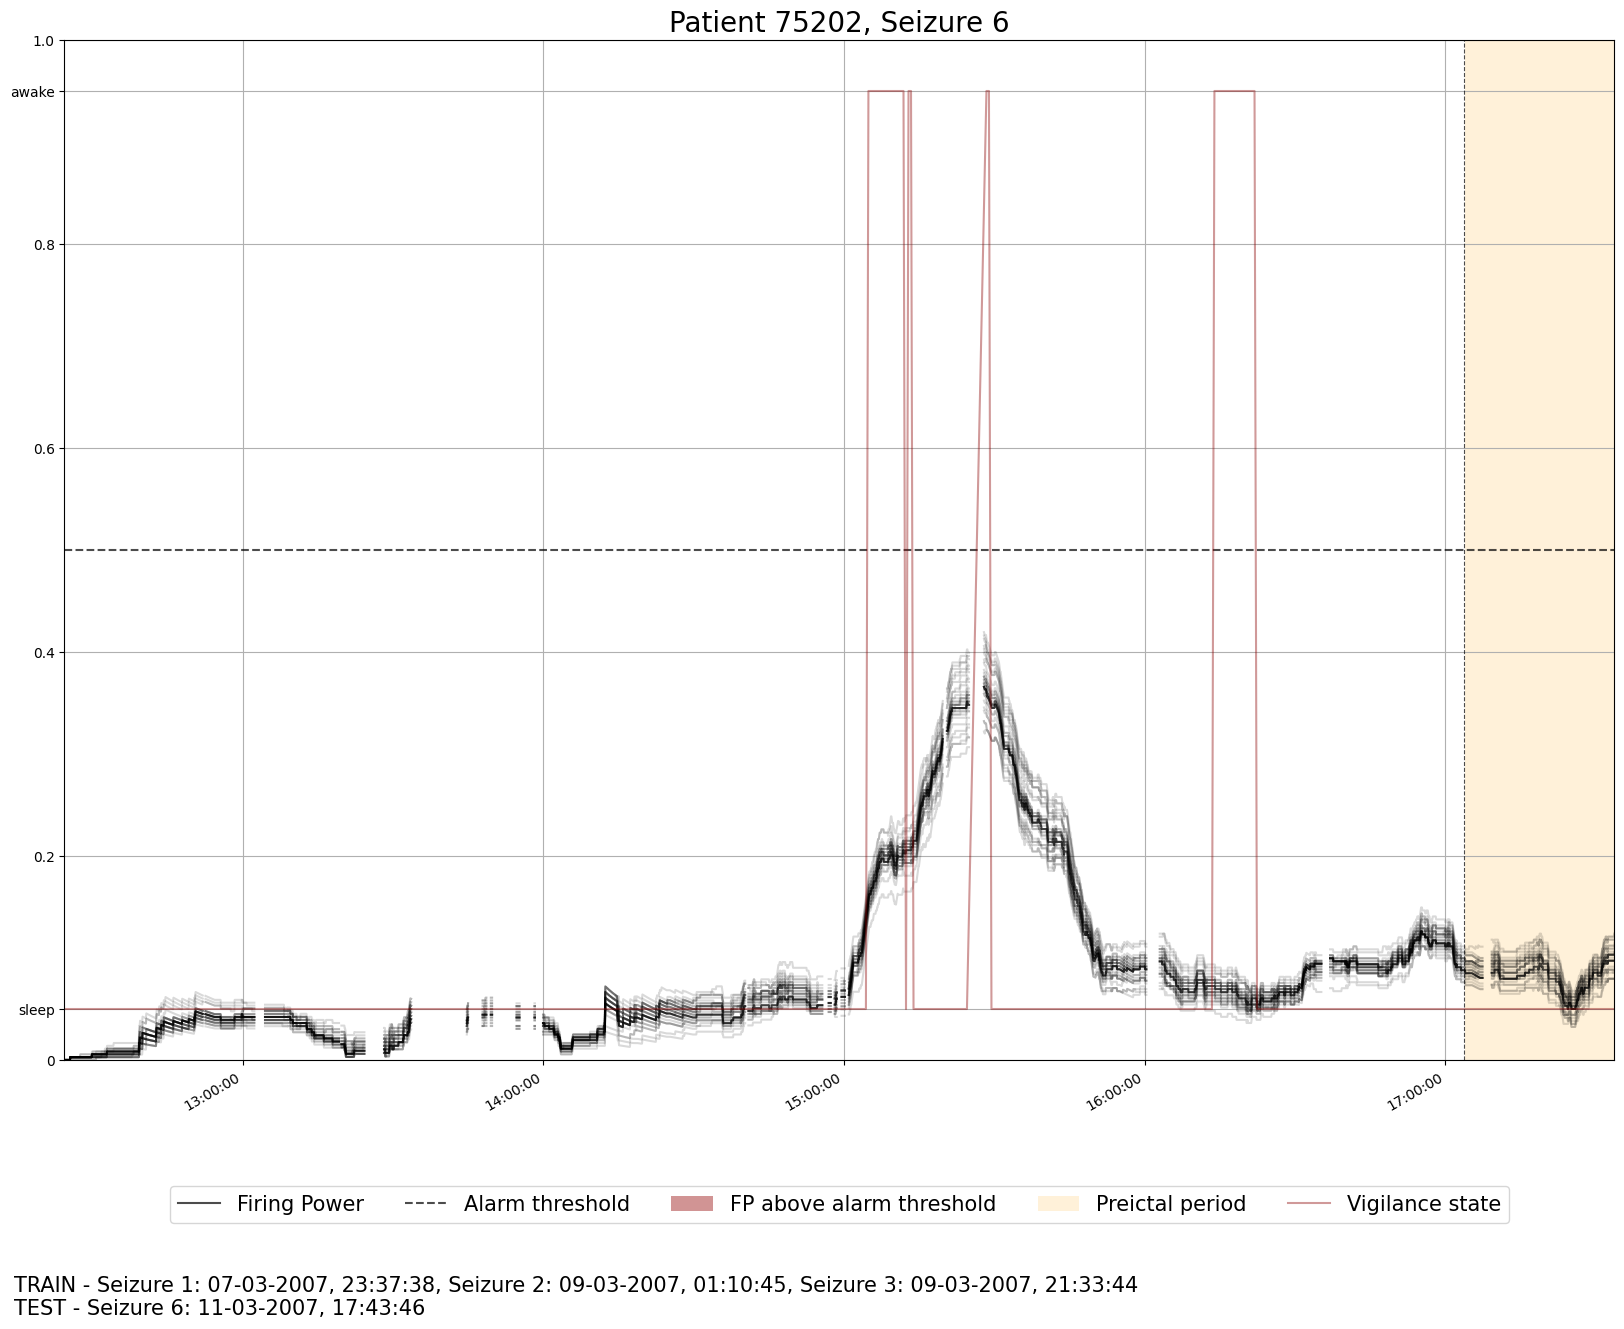 Patient 75202, Seizure 6
1.0
awake
0.8
0.6
0.4
0.2
sleep
0
13:00:00
14:00:00
15:00:00
16:00:00
17:00:00
Firing Power
Alarm threshold
FP above alarm threshold
Preictal period
Vigilance state
TRAIN - Seizure 1: 07-03-2007, 23:37:38, Seizure 2: 09-03-2007, 01:10:45, Seizure 3: 09-03-2007, 21:33:44
TEST - Seizure 6: 11-03-2007, 17:43:46